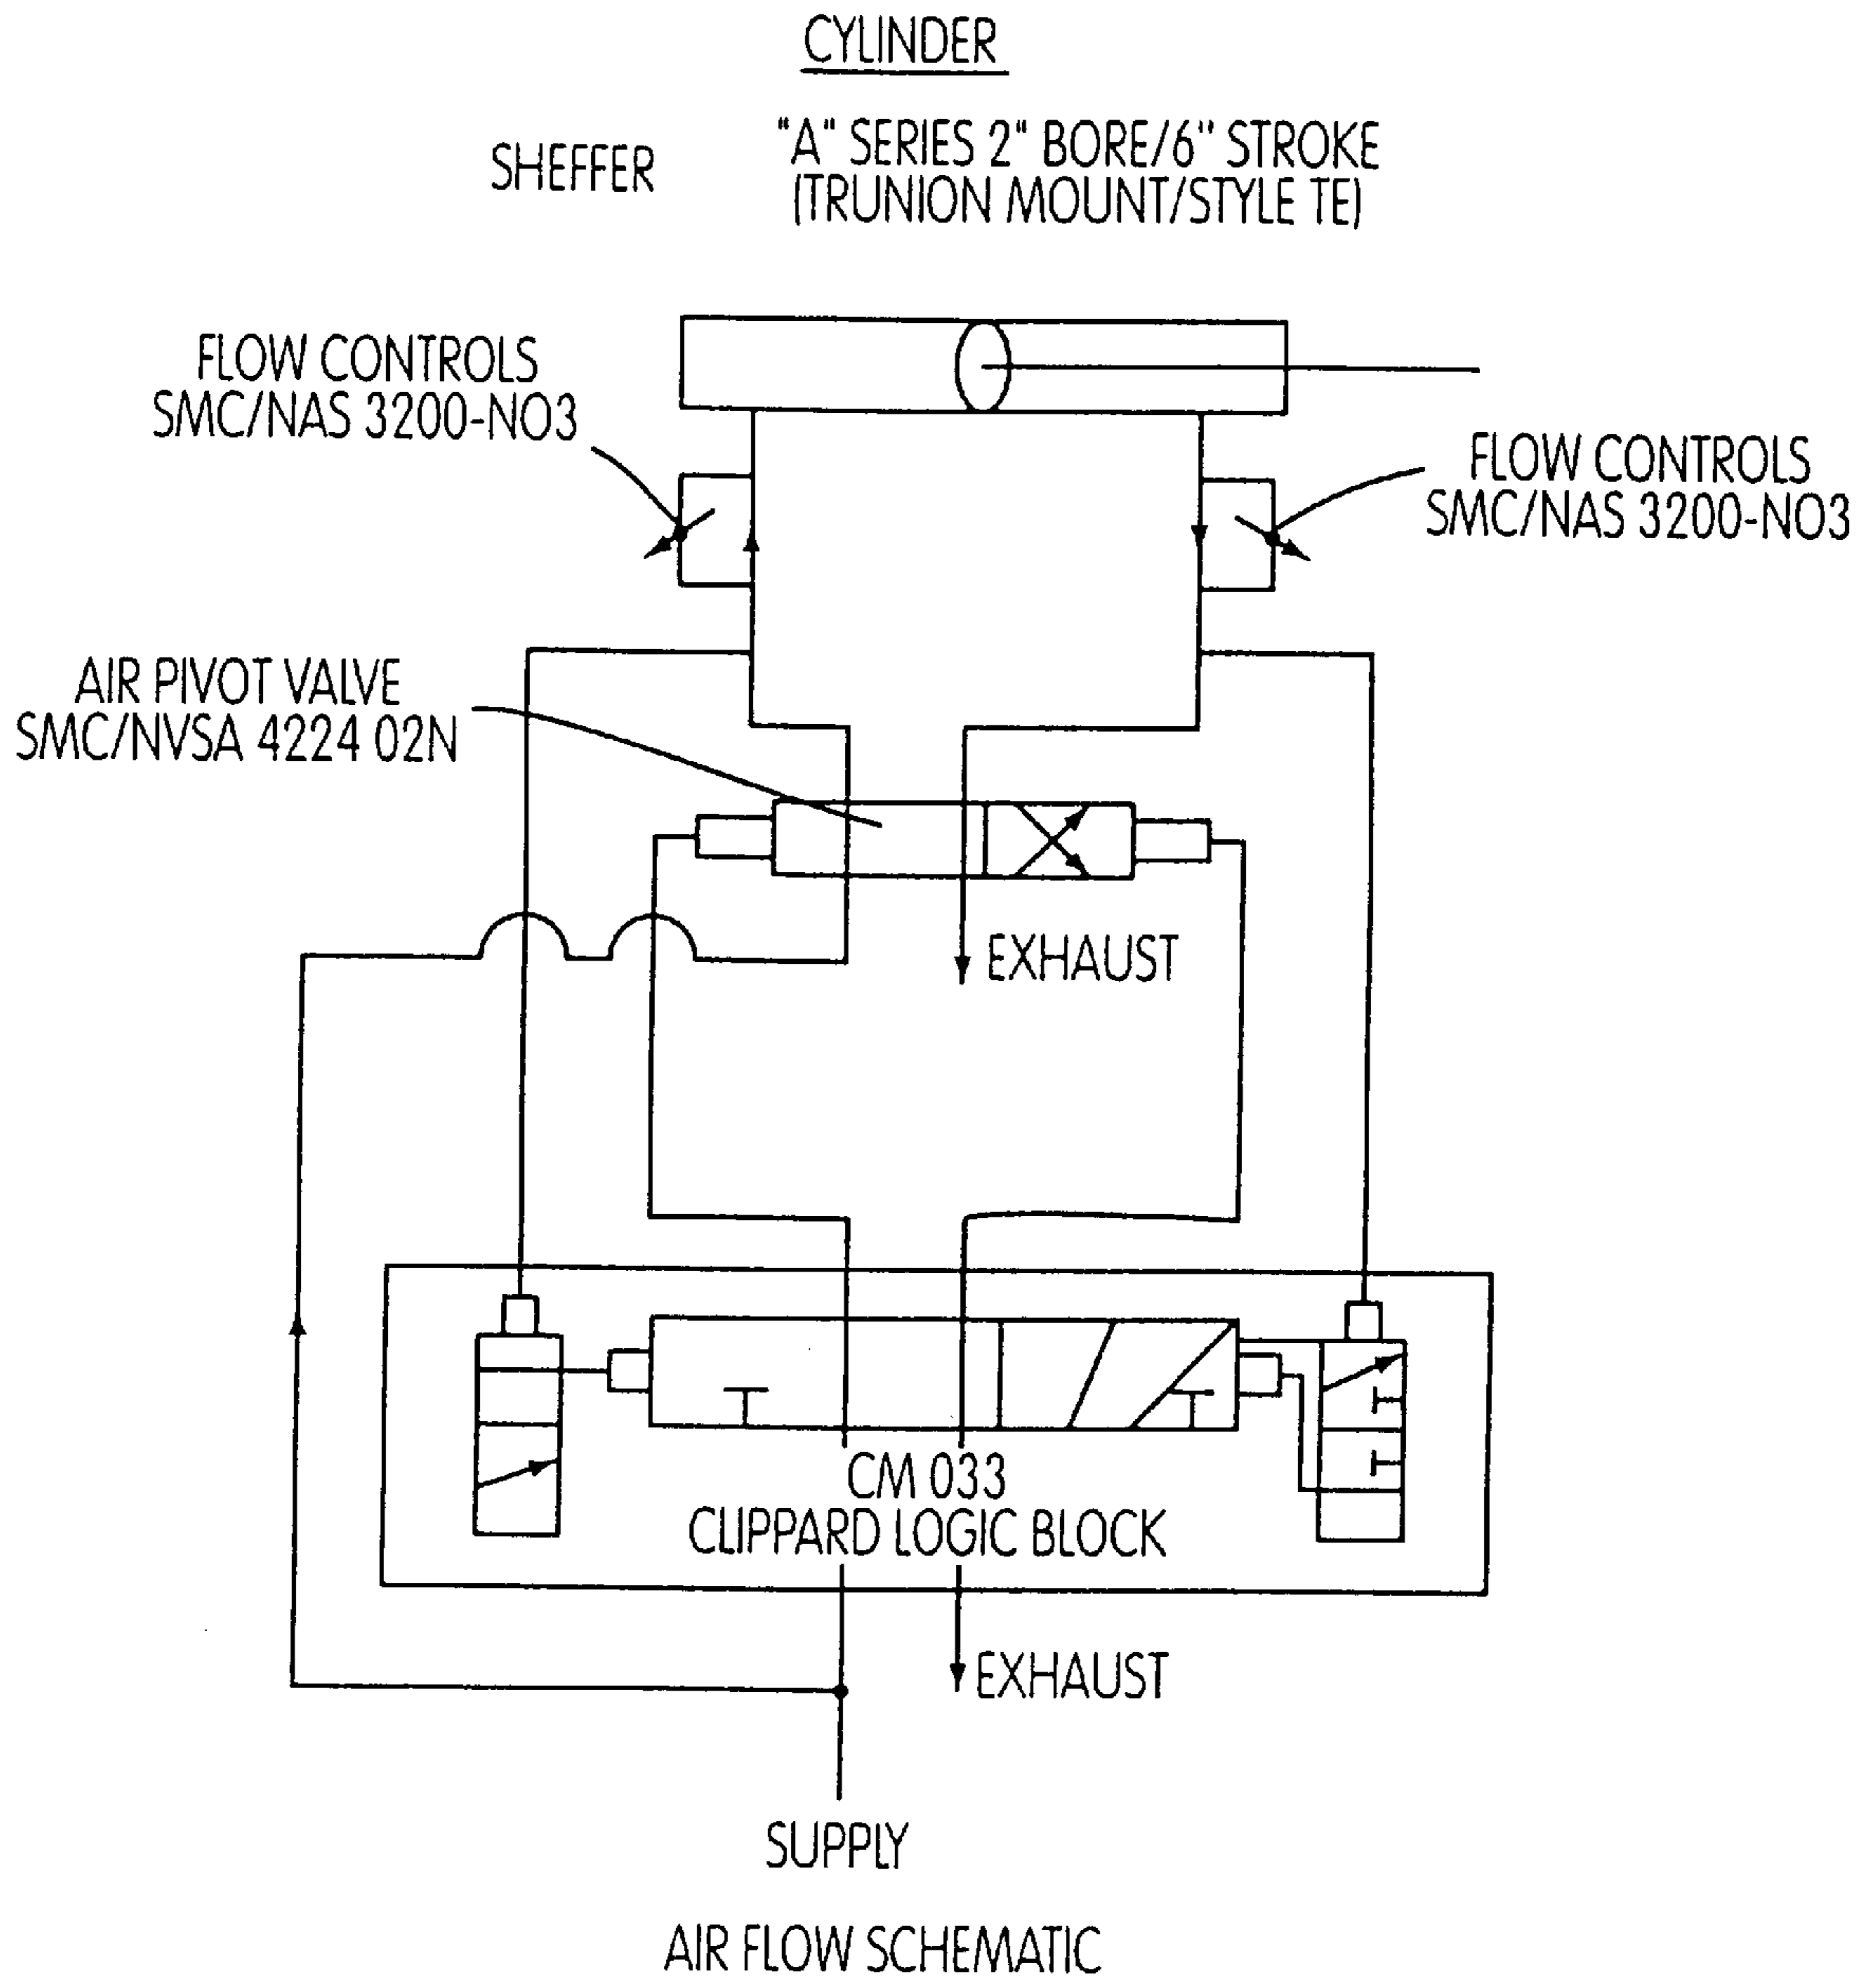 CYLINDER
SHEFFER
"A" SERIES 2" BORE/6" STROKE
(TRUNION MOUNT/STYLE TE)
FLOW CONTROLS
SMC/NAS 3200-NO3
FLOW CONTROLS
SMC/NAS 3200-NO3
AIR PIVOT VALVE
SMC/NVSA 4224 02N
EXHAUST
CM 033
CLIPPARD LOGIC BLOCK
EXHAUST
SUPPLY
AIR FLOW SCHEMATIC